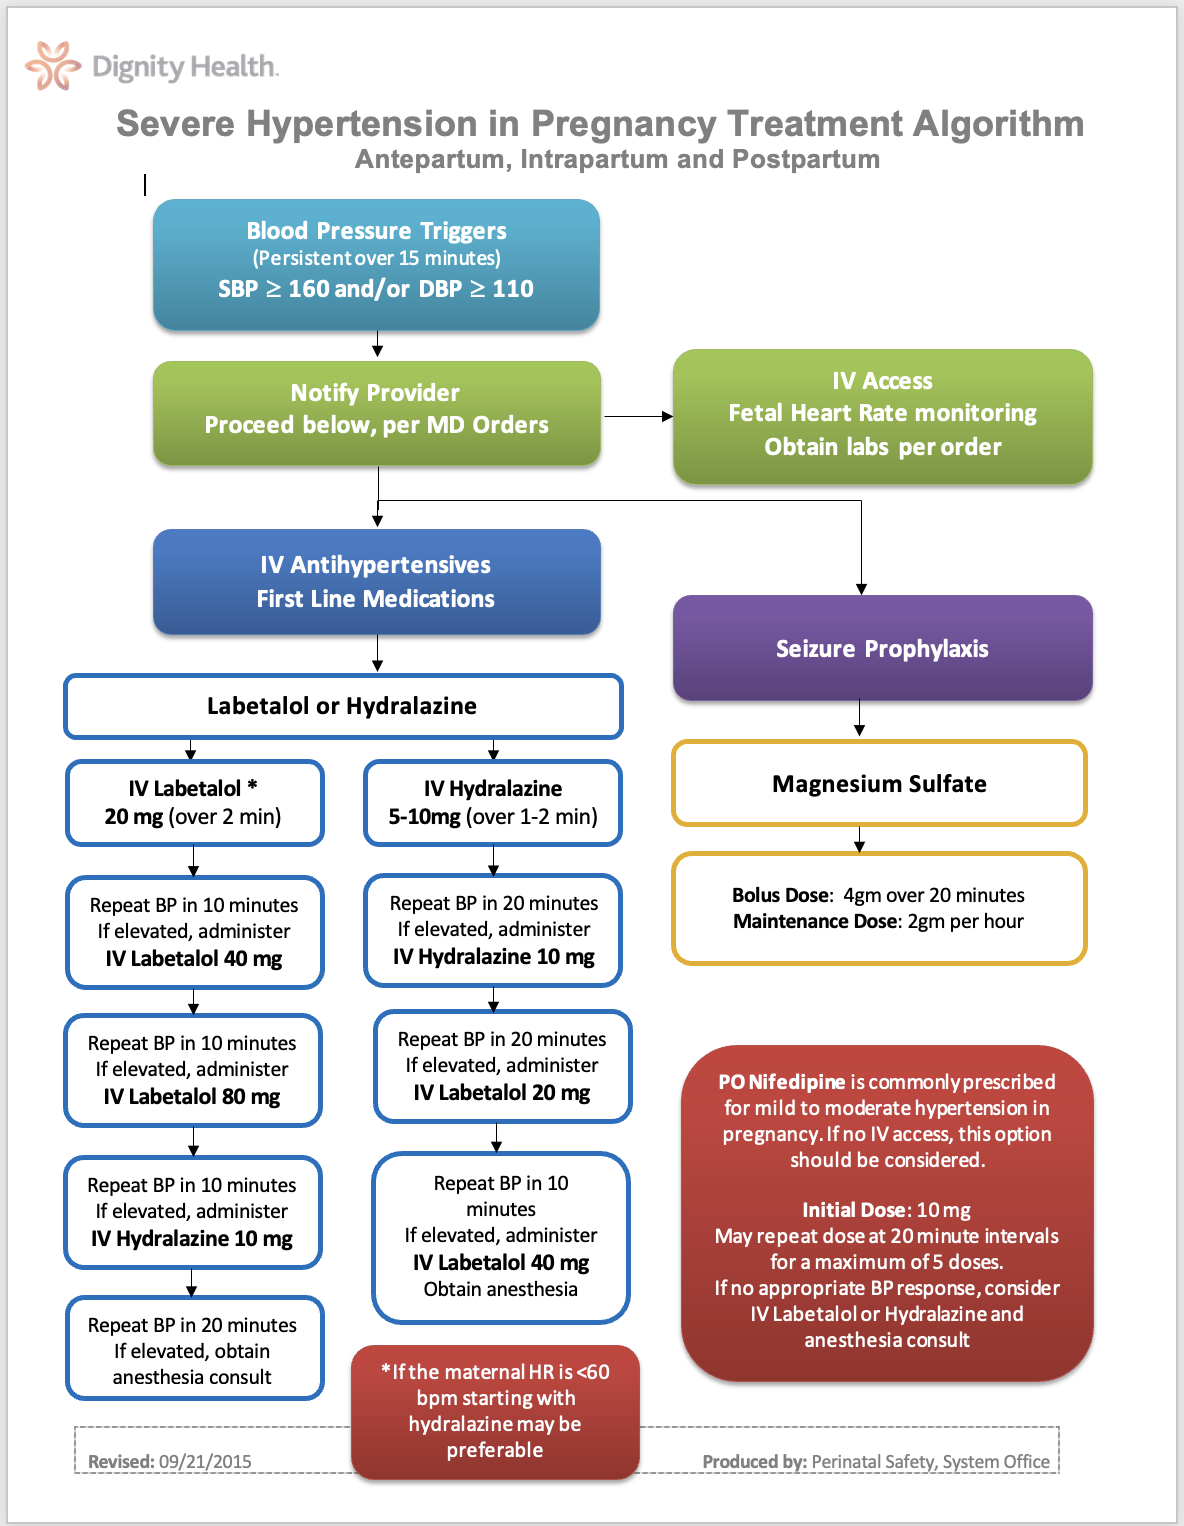 Dignity Health.
Severe Hypertension in Pregnancy Treatment Algorithm
Antepartum, Intrapartum and Postpartum
Blood Pressure Triggers
(Persistent over 15 minutes)
SBP ≥ 160 and/or DBP ≥ 110
Notify Provider
Proceed below, per MD Orders
IV Access
Fetal Heart Rate monitoring
Obtain labs per order
IV Antihypertensives
First Line Medications
Seizure Prophylaxis
Labetalol or Hydralazine
IV Labetalol *
20 mg (over 2 min)
IV Hydralazine
5-10mg (over 1-2 min)
Magnesium Sulfate
Repeat BP in 10 minutes
If elevated, administer
IV Labetalol 40 mg
Repeat BP in 20 minutes
If elevated, administer
IV Hydralazine 10 mg
Bolus Dose: 4gm over 20 minutes
Maintenance Dose: 2gm per hour
Repeat BP in 10 minutes
If elevated, administer
IV Labetalol 80 mg
Repeat BP in 20 minutes
If elevated, administer
IV Labetalol 20 mg
Repeat BP in 10 minutes
If elevated, administer
IV Hydralazine 10 mg
Repeat BP in 10
minutes
If elevated, administer
IV Labetalol 40 mg
Obtain anesthesia
PO Nifedipine is commonly prescribed
for mild to moderate hypertension in
pregnancy. If no IV access, this option
should be considered.
Initial Dose: 10 mg
May repeat dose at 20 minute intervals
for a maximum of 5 doses.
If no appropriate BP response, consider
IV Labetalol or Hydralazine and
anesthesia consult
Repeat BP in 20 minutes
If elevated, obtain
anesthesia consult
*If the maternal HR is <60
bpm starting with
hydralazine may be
preferable
Revised: 09/21/2015
Produced by: Perinatal Safety, System Office